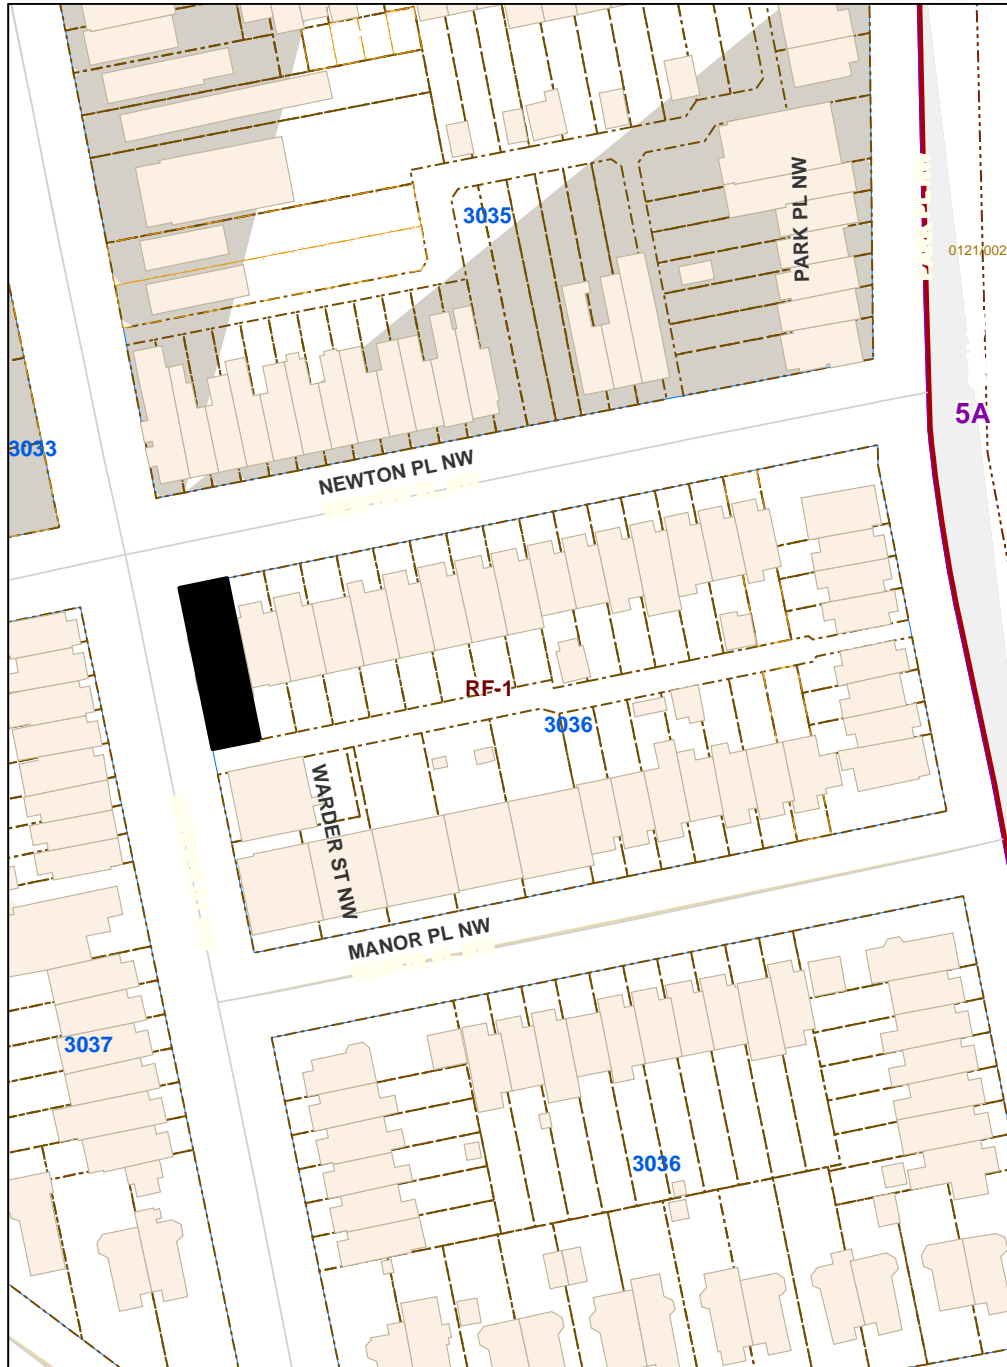 3035
PARK PL NW
0121/002
5A
3033
NEWTON PL NW
RF-1
3036
WARDER ST NW
MANOR PL NW
3037
3036